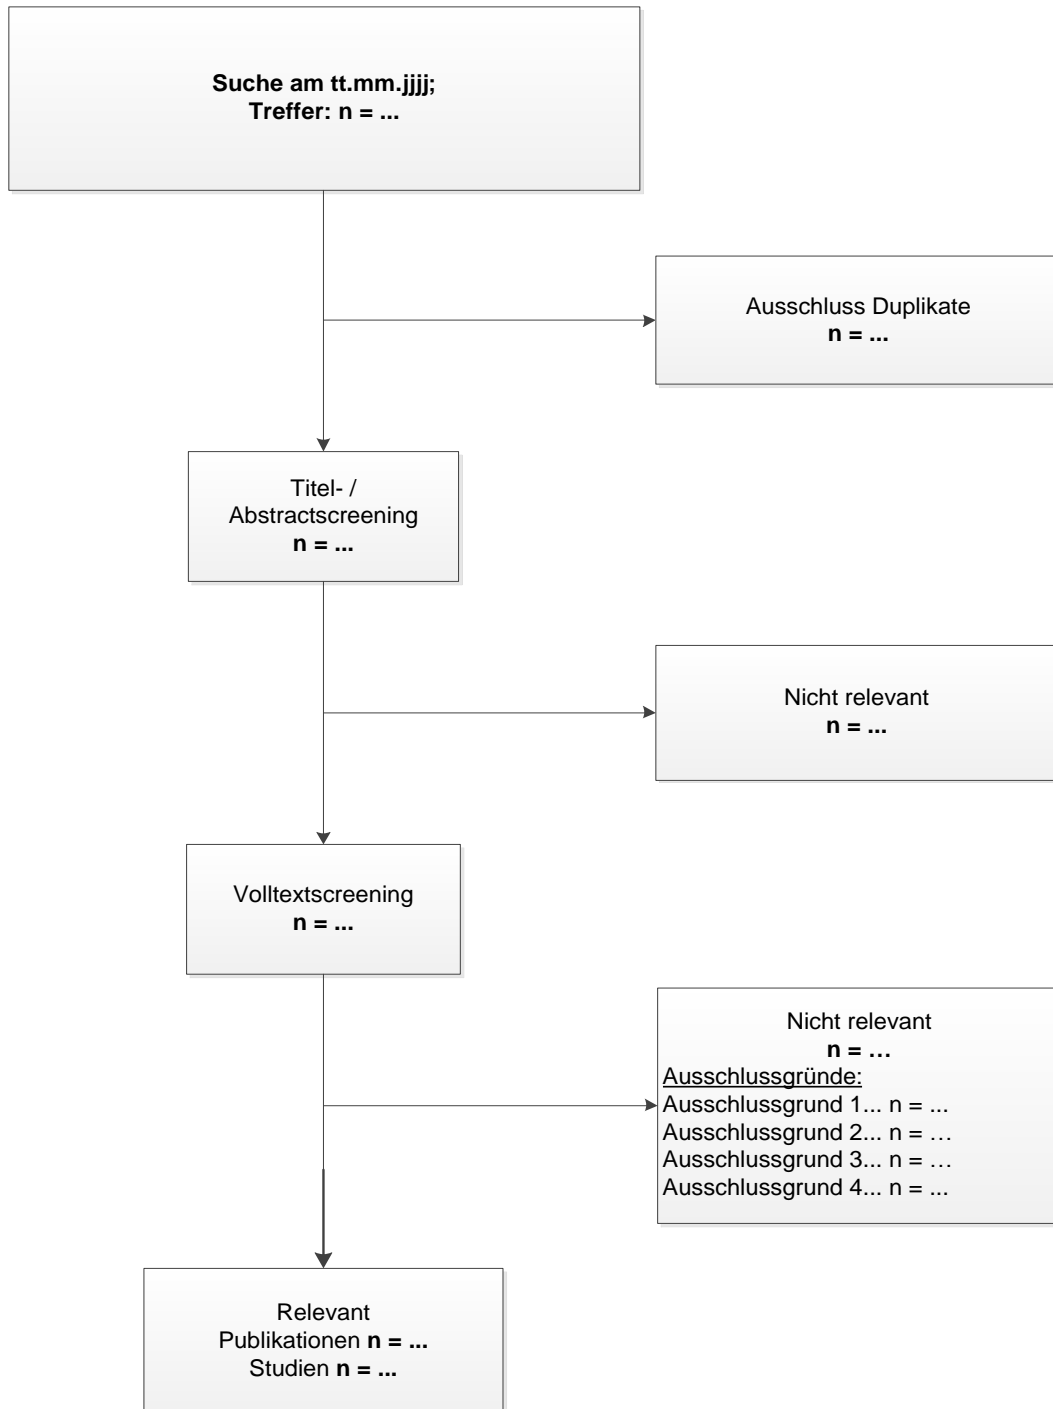 Suche am tt.mm.jjjj;
Treffer: n = ...
Ausschluss Duplikate
n = ...
Titel- /
Abstractscreening
n = ...
Nicht relevant
n = ...
Volltextscreening
n = ...
Nicht relevant
n = …
Ausschlussgründe:
Ausschlussgrund 1... n = ...
Ausschlussgrund 2... n = …
Ausschlussgrund 3... n = …
Ausschlussgrund 4... n = ...
Relevant
Publikationen n = ...
Studien n = ...